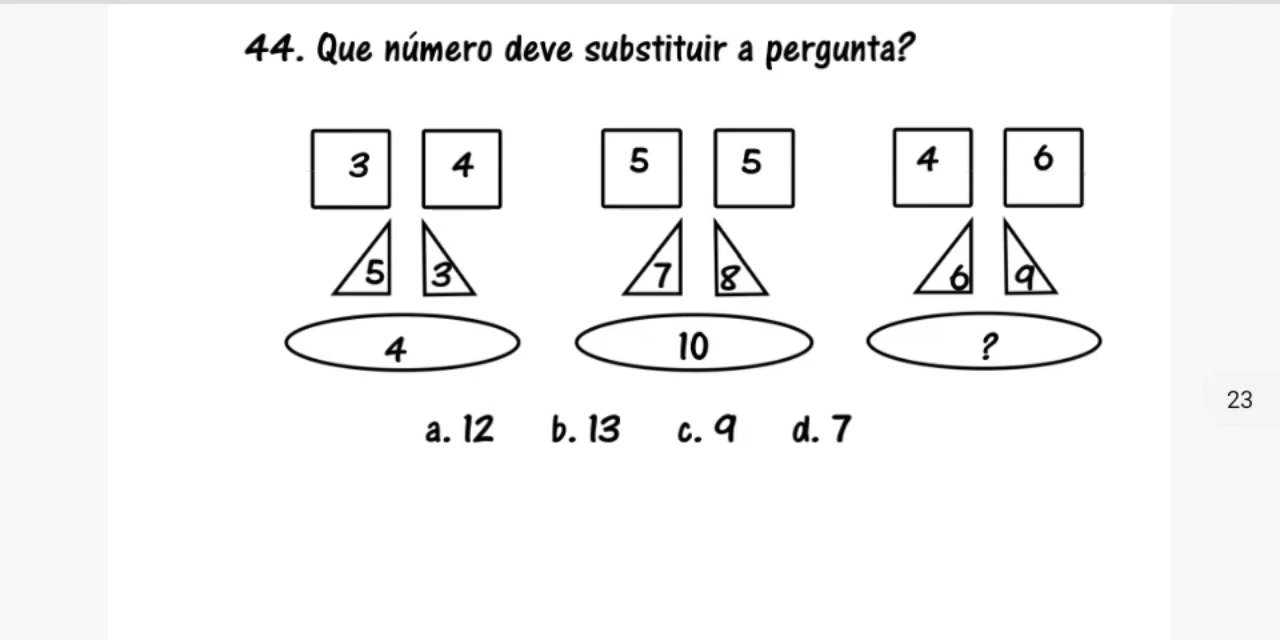 44. Que número deve substituir a pergunta?
3 4 5 5 4 6
5 3 7 8 6 9
4 10 ?
23
a. 12 b. 13 c. 9 d. 7